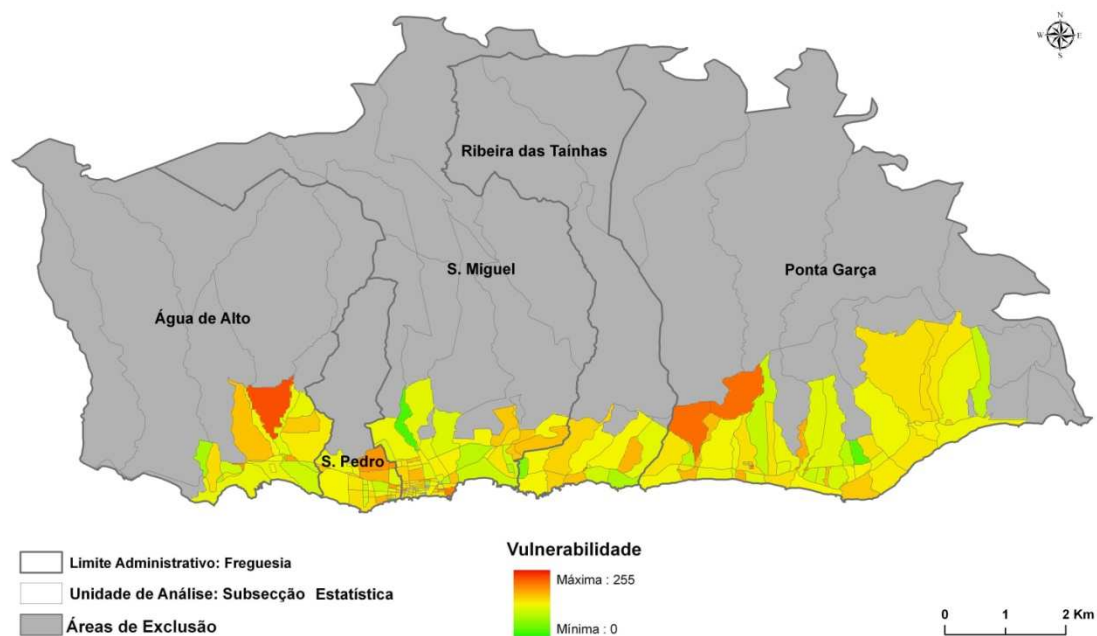 N
W E
S
Ribeira das Taínhas
S. Miguel
Ponta Garça
Água de Alto
S. Pedro
Limite Administrativo: Freguesia
Unidade de Análise: Subsecção Estatística
Áreas de Exclusão
Vulnerabilidade
Máxima : 255
Mínima : 0
0 1 2 Km